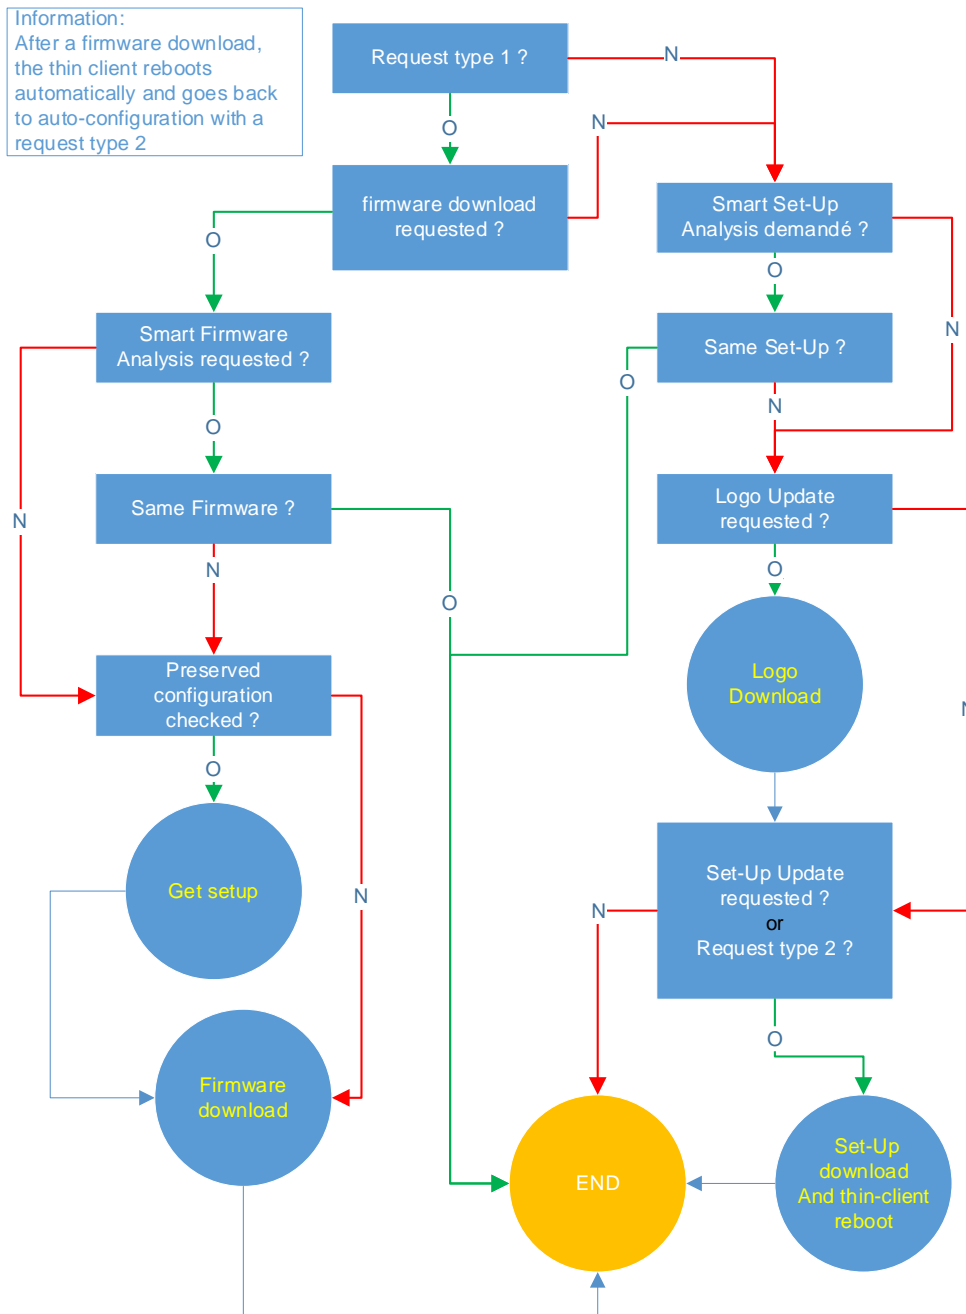 Information:
After a firmware download,
the thin client reboots
automatically and goes back
to auto-configuration with a
request type 2
Request type 1 ?
N
O
N
firmware download
requested ?
Smart Set-Up
Analysis demandé ?
O
O
N
Smart Firmware
Analysis requested ?
Same Set-Up ?
O
N
O
N
Same Firmware ?
Logo Update
requested ?
N
N
O
O
Preserved
configuration
checked ?
Logo
Download
N
O
Get setup
N
Set-Up Update
requested ?
or
Request type 2 ?
N
O
Firmware
download
END
Set-Up
download
And thin-client
reboot